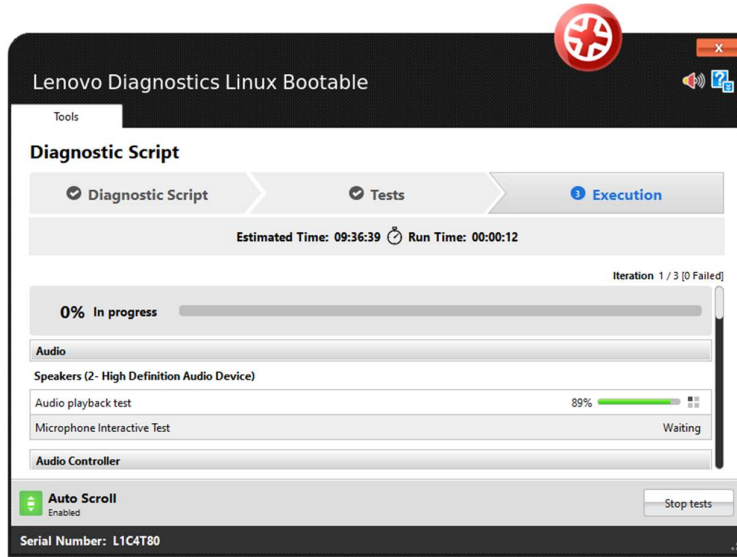 X
Lenovo Diagnostics Linux Bootable
Tools
Diagnostic Script
Diagnostic Script Tests 3 Execution
Estimated Time: 09:36:39 Run Time: 00:00:12
Iteration 1 / 3 [0 Failed]
0% In progress
Audio
Speakers (2- High Definition Audio Device)
Audio playback test 89%
Microphone Interactive Test Waiting
Audio Controller
Auto Scroll
Enabled
Stop tests
Serial Number: L1C4T80